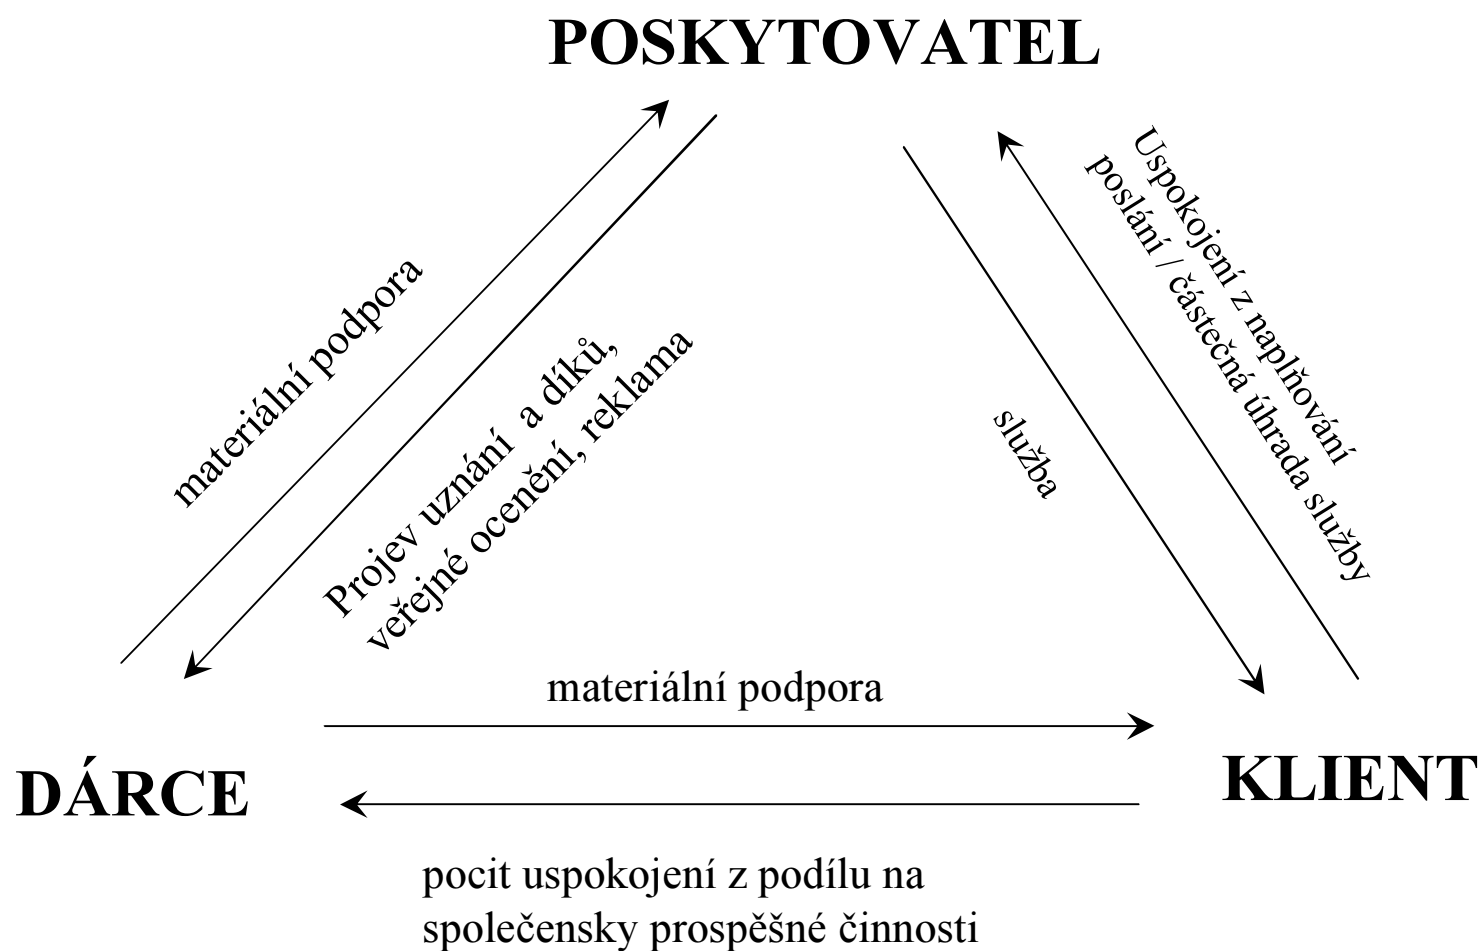 POSKYTOVATEL
materiální podpora
Projev uznání a díků,
veřejné ocenění, reklama
služba
Uspokojení z naplňování
poslání / částečná úhrada služby
materiální podpora
DÁRCE
KLIENT
pocit uspokojení z podílu na
společensky prospěšné činnosti